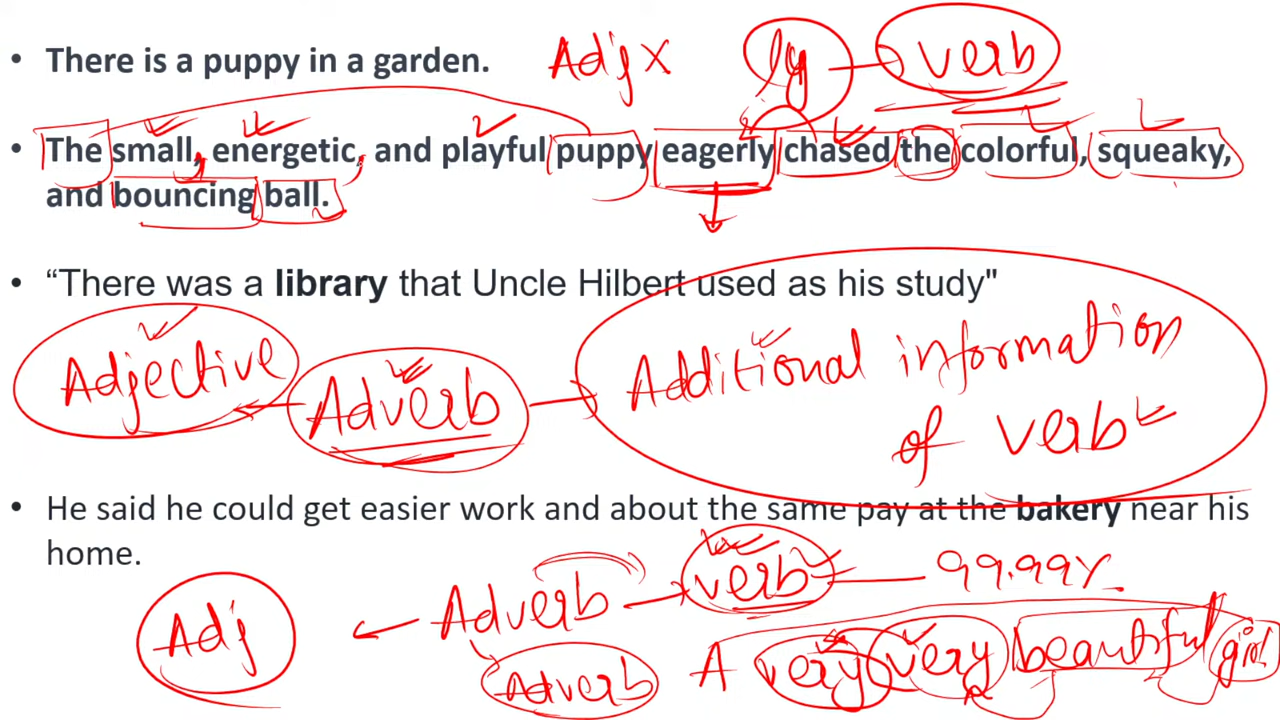 • There is a puppy in a garden. Adj X ly verb
• The small, energetic, and playful puppy eagerly chased the colorful, squeaky,
and bouncing ball.
• “There was a library that Uncle Hilbert used as his study"
Adjective Adverb Additional information
of verb
• He said he could get easier work and about the same pay at the bakery near his
home.
Adj Adverb verb 99.99%
Adverb A very very beautiful girl